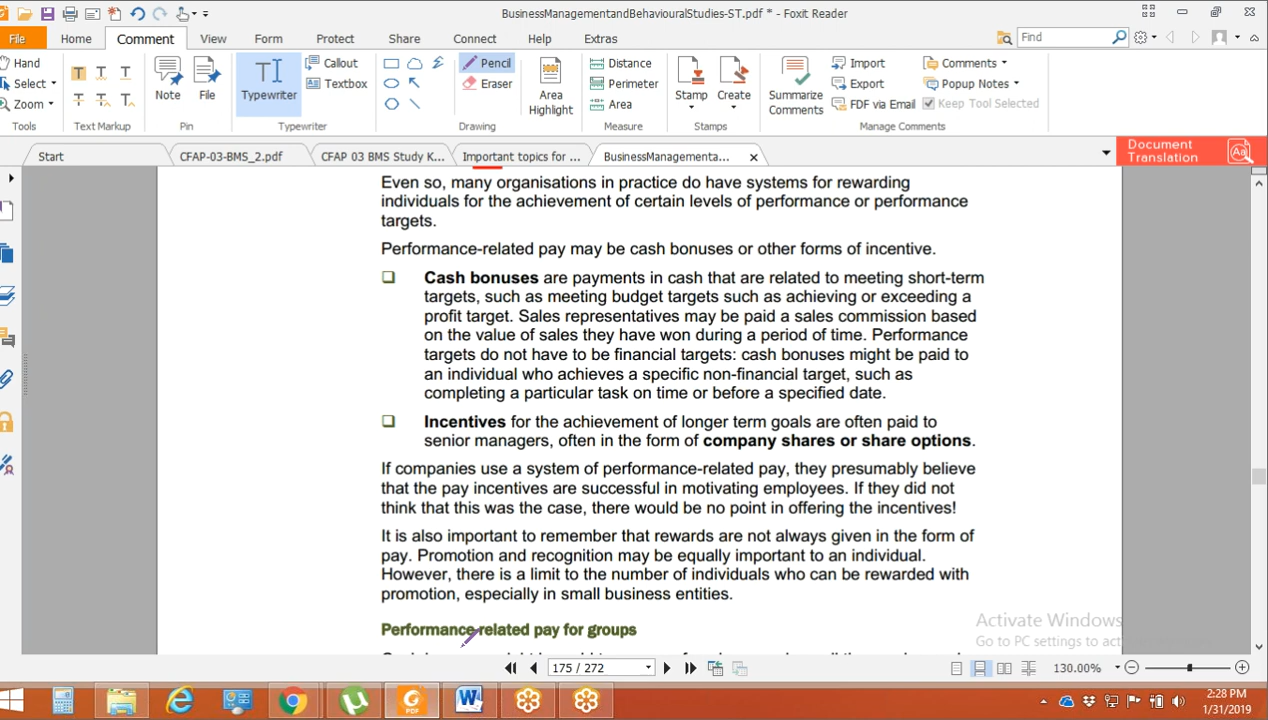 BusinessManagementandBehaviouralStudies-ST.pdf * - Foxit Reader
File Home Comment View Form Protect Share Connect Help Extras Find
Hand
Select
Zoom
Tools
T T T
T T T
Text Markup
Note File
Pin
Typewriter
Callout
Textbox
Typewriter
Pencil
Eraser
Area
Highlight
Drawing
Distance
Perimeter
Area
Measure
Stamp Create
Stamps
Summarize
Comments
Import
Export
FDF via Email
Comments
Popup Notes
Keep Tool Selected
Manage Comments
Start CFAP-03-BMS_2.pdf CFAP 03 BMS Study K... Important topics for ... BusinessManagementa...
Document
Translation
Even so, many organisations in practice do have systems for rewarding
individuals for the achievement of certain levels of performance or performance
targets.
Performance-related pay may be cash bonuses or other forms of incentive.
Cash bonuses are payments in cash that are related to meeting short-term
targets, such as meeting budget targets such as achieving or exceeding a
profit target. Sales representatives may be paid a sales commission based
on the value of sales they have won during a period of time. Performance
targets do not have to be financial targets: cash bonuses might be paid to
an individual who achieves a specific non-financial target, such as
completing a particular task on time or before a specified date.
Incentives for the achievement of longer term goals are often paid to
senior managers, often in the form of company shares or share options.
If companies use a system of performance-related pay, they presumably believe
that the pay incentives are successful in motivating employees. If they did not
think that this was the case, there would be no point in offering the incentives!
It is also important to remember that rewards are not always given in the form of
pay. Promotion and recognition may be equally important to an individual.
However, there is a limit to the number of individuals who can be rewarded with
promotion, especially in small business entities.
Performance-related pay for groups
Activate Windows
Go to PC settings to act
175 / 272
130.00%
2:28 PM
1/31/2019